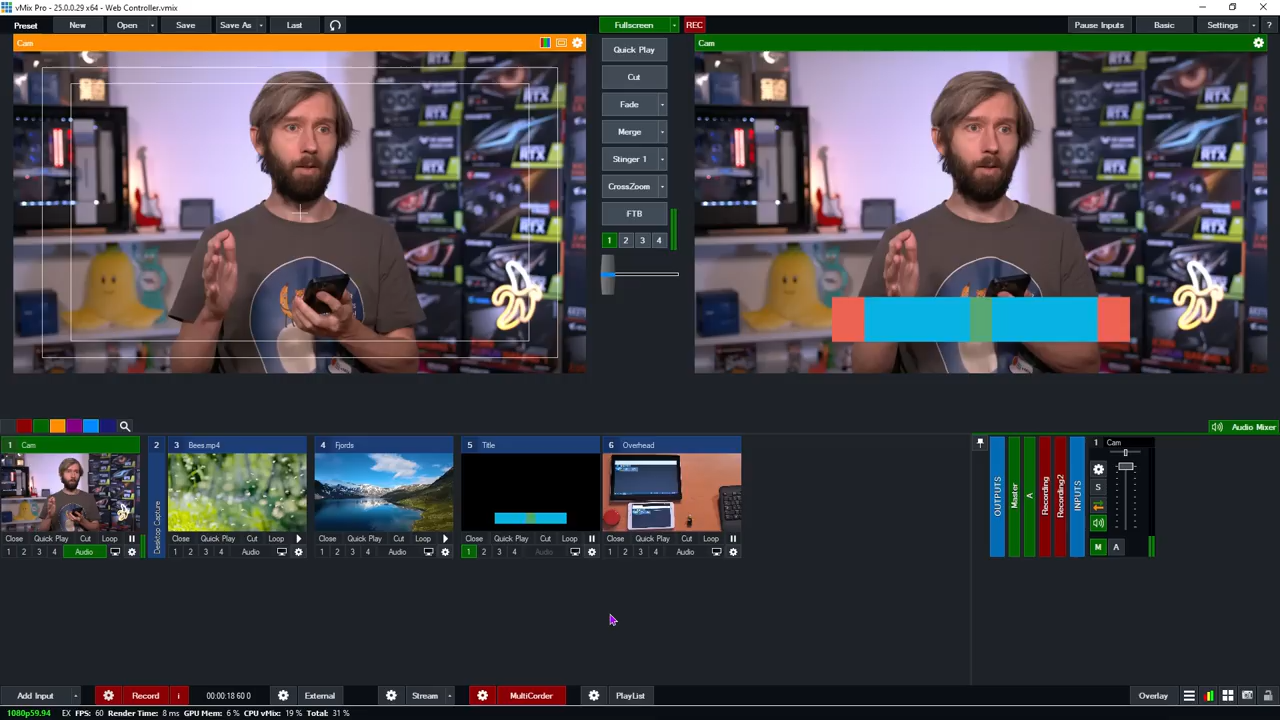 vMix Pro - 25.0.0.29 x64 - Web Controller.vmix
Preset New Open Save Save As Last Fullscreen REC Pause Inputs Basic Settings ?
Cam
Cam
Quick Play
Cut
Fade
Merge
Stinger 1
CrossZoom
FTB
1 2 3 4
RTX
RTX
RTX
RTX
Audio Mixer
1 Cam
2 Desktop Capture
3 Bees.mp4
4 Fjords
5 Title
6 Overhead
Close Quick Play Cut Loop
1 2 3 4 Audio
Close Quick Play Cut Loop
1 2 3 4 Audio
Close Quick Play Cut Loop
1 2 3 4 Audio
Close Quick Play Cut Loop
1 2 3 4 Audio
Close Quick Play Cut Loop
1 2 3 4 Audio
OUTPUTS
Master
A
Recording
Recording2
INPUTS
1 Cam
S
M A
Add Input Record i 00:00:18 60 0 External Stream MultiCorder PlayList Overlay
1080p59.94 EX FPS: 60 Render Time: 8 ms GPU Mem: 6 % CPU vMix: 19 % Total: 31 %